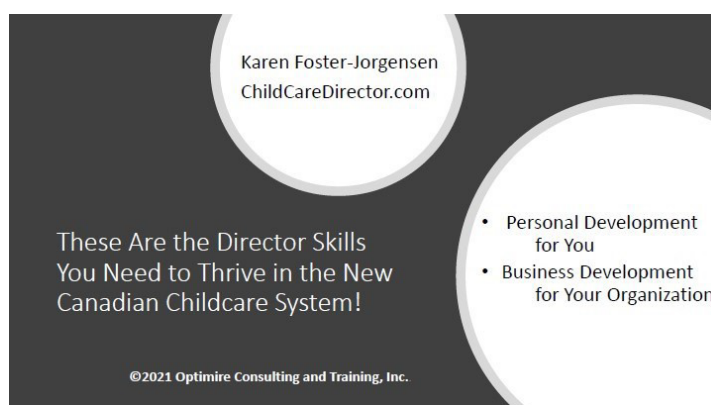 Karen Foster-Jorgensen
ChildCareDirector.com
These Are the Director Skills
You Need to Thrive in the New
Canadian Childcare System!
• Personal Development
for You
• Business Development
for Your Organization
©2021 Optimire Consulting and Training, Inc.